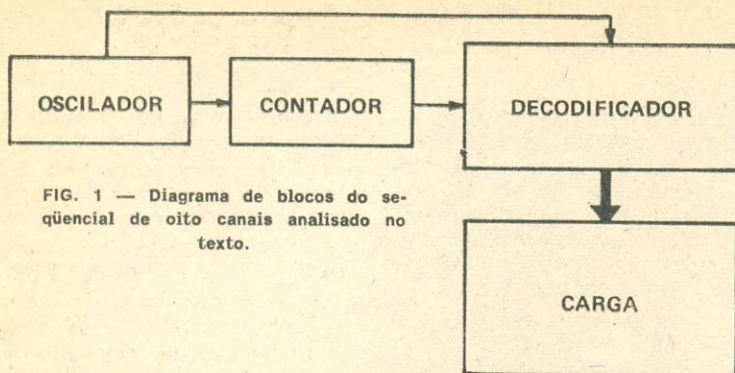 OSCILADOR
CONTADOR
DECODIFICADOR
FIG. 1 — Diagrama de blocos do se-
qüencial de oito canais analisado no
texto.
CARGA